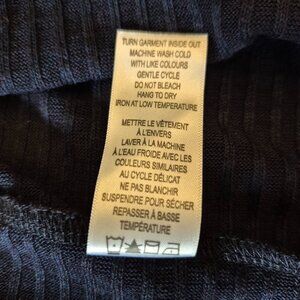 TURN GARMENT INSIDE OUT
MACHINE WASH COLD
WITH LIKE COLOURS
GENTLE CYCLE
DO NOT BLEACH
HANG TO DRY
IRON AT LOW TEMPERATURE
METTRE LE VÊTEMENT
À L'ENVERS
LAVER À LA MACHINE
À L'EAU FROIDE AVEC LES
COULEURS SIMILAIRES
AU CYCLE DÉLICAT
NE PAS BLANCHIR
SUSPENDRE POUR SÉCHER
REPASSER À BASSE
TEMPÉRATURE